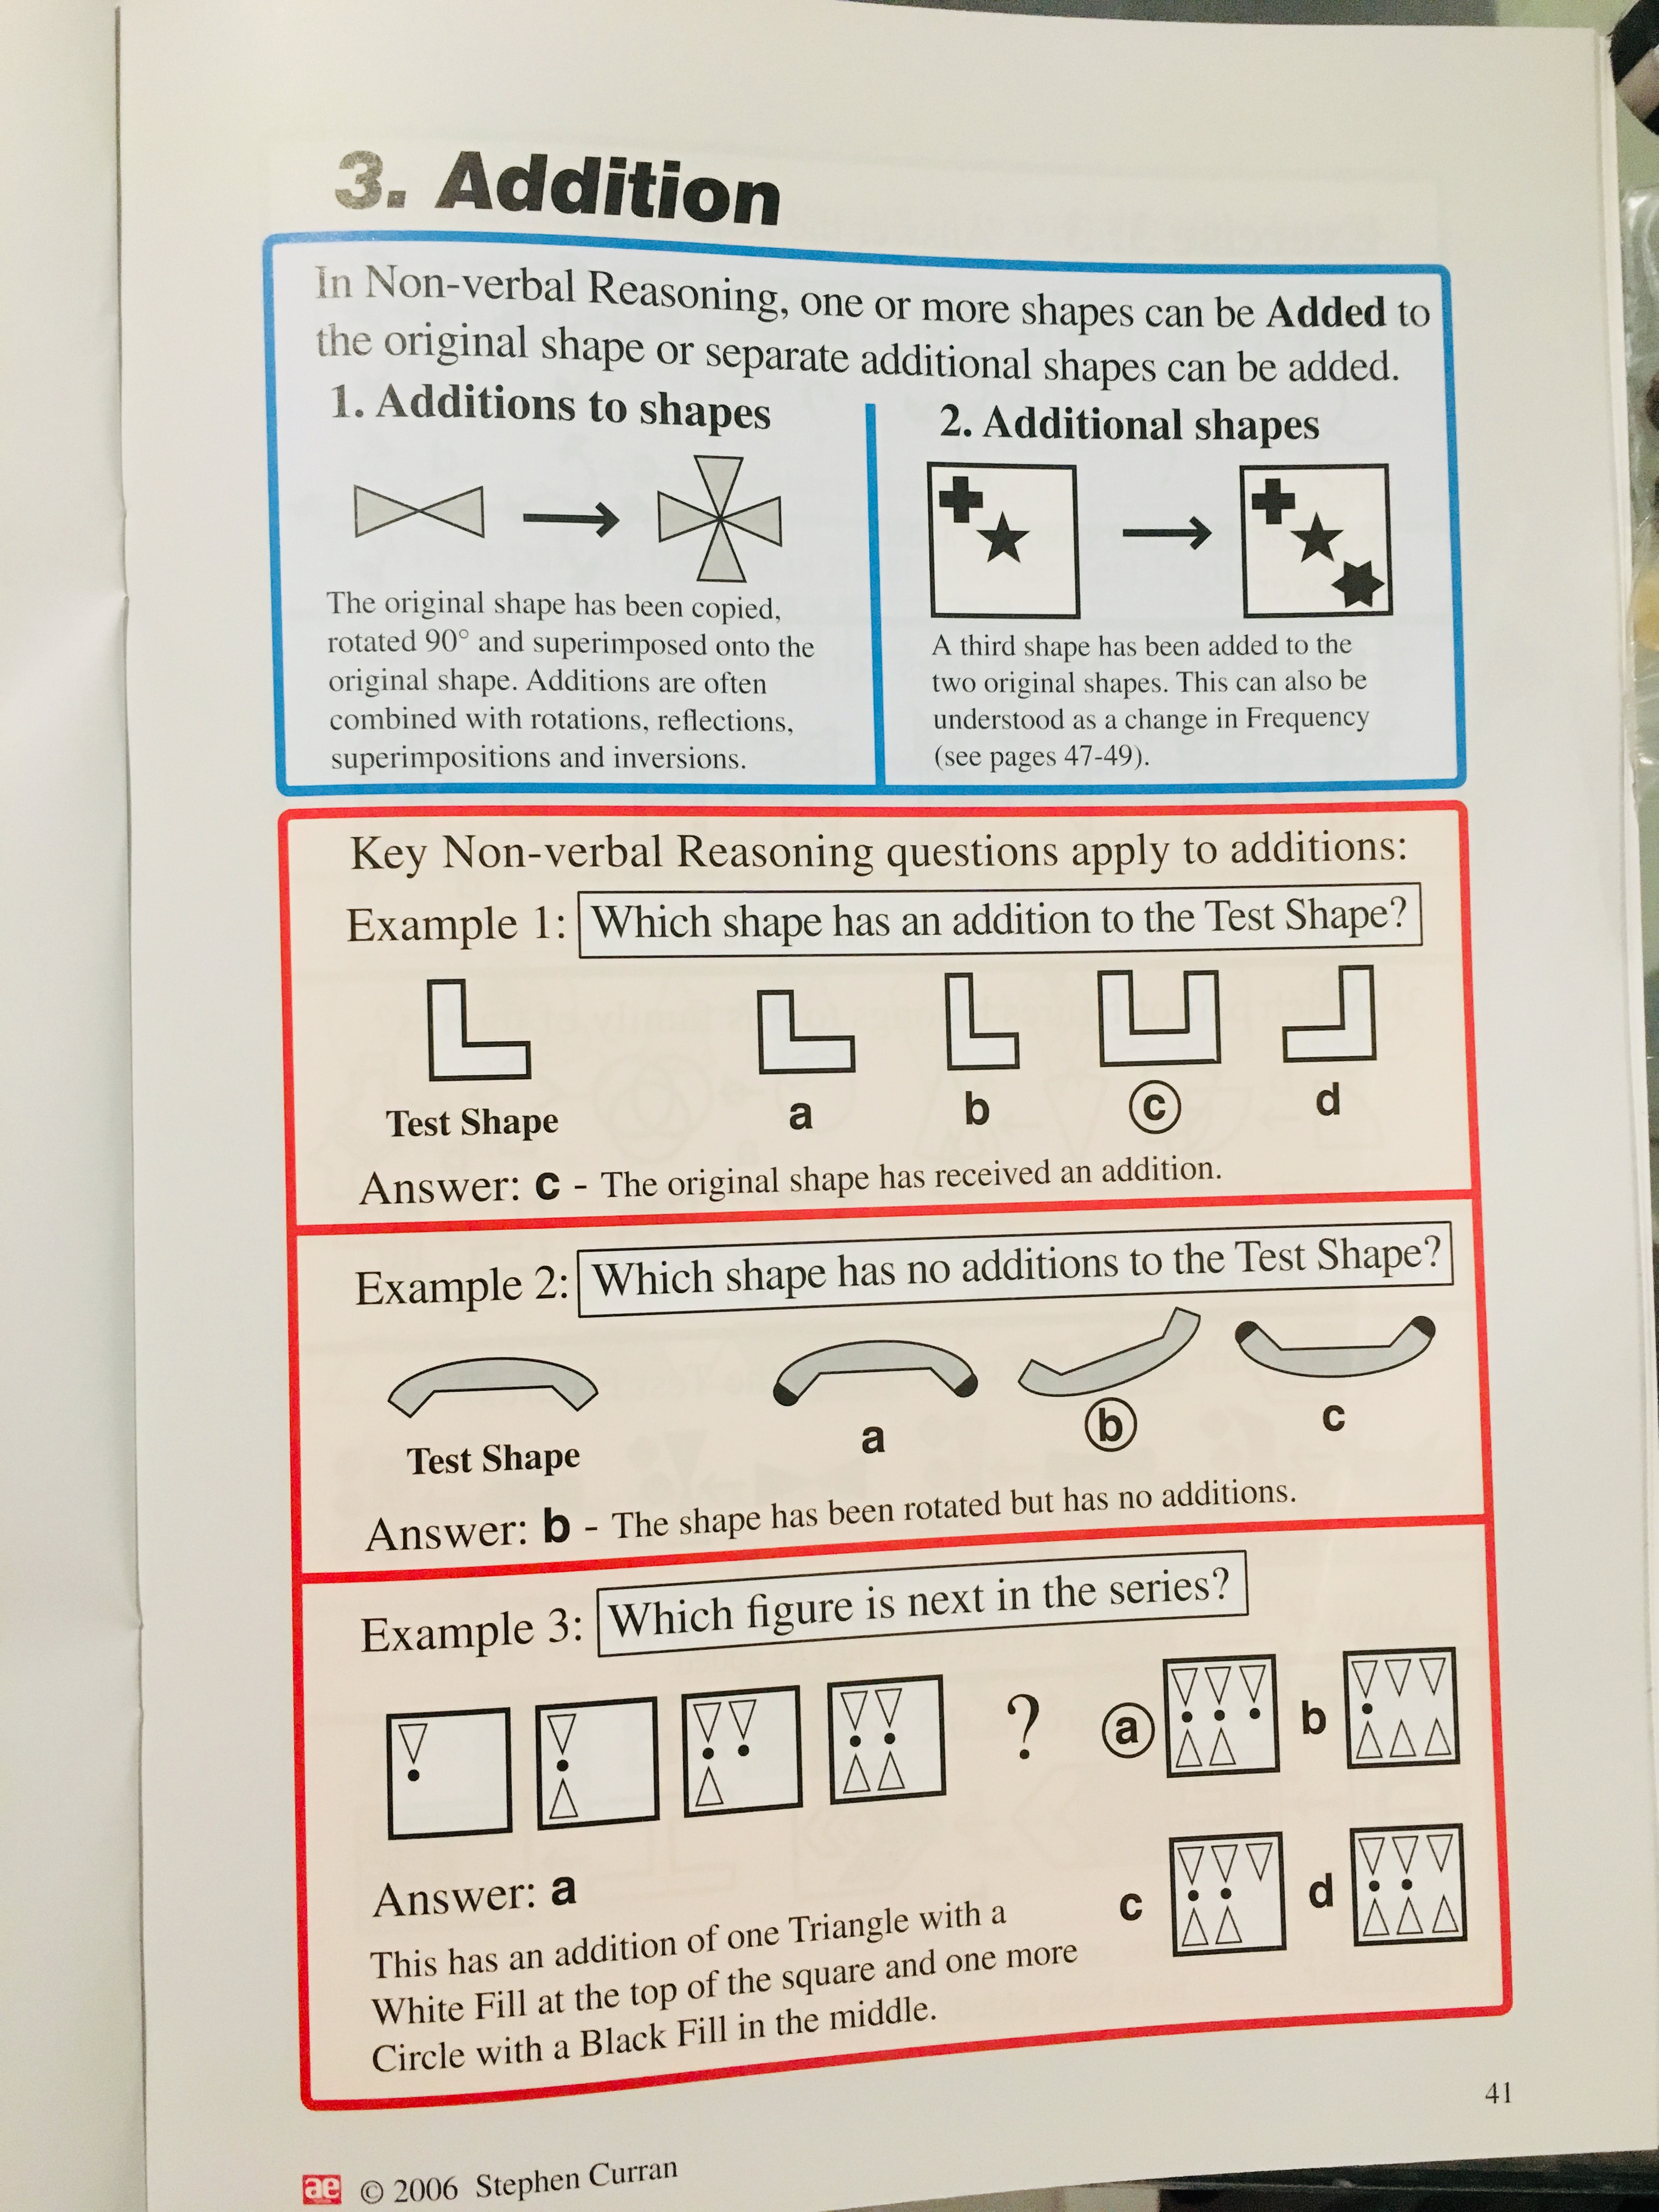 3. Addition
In Non-verbal Reasoning, one or more shapes can be Added to
the original shape or separate additional shapes can be added.
1. Additions to shapes
The original shape has been copied,
rotated 90° and superimposed onto the
original shape. Additions are often
combined with rotations, reflections,
superimpositions and inversions.
2. Additional shapes
A third shape has been added to the
two original shapes. This can also be
understood as a change in Frequency
(see pages 47-49).
Key Non-verbal Reasoning questions apply to additions:
Example 1: Which shape has an addition to the Test Shape?
Test Shape a b c d
Answer: c - The original shape has received an addition.
Example 2: Which shape has no additions to the Test Shape?
Test Shape a b c
Answer: b - The shape has been rotated but has no additions.
Example 3: Which figure is next in the series?
? a b
c d
Answer: a
This has an addition of one Triangle with a
White Fill at the top of the square and one more
Circle with a Black Fill in the middle.
41
ae © 2006 Stephen Curran